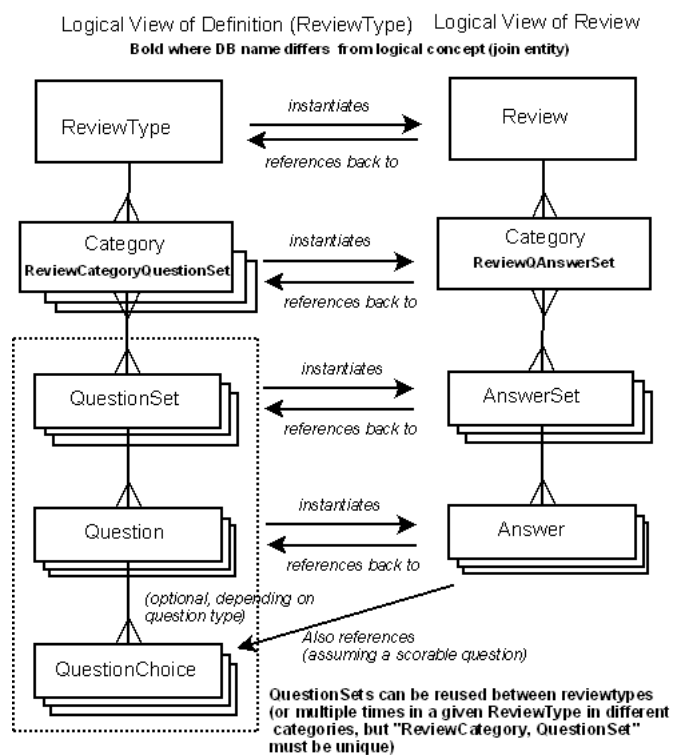 Logical View of Definition (ReviewType)
Logical View of Review
Bold where DB name differs from logical concept (join entity)
ReviewType
instantiates
references back to
Review
Category
ReviewCategoryQuestionSet
instantiates
references back to
Category
ReviewQAnswerSet
QuestionSet
instantiates
references back to
AnswerSet
Question
instantiates
references back to
Answer
(optional, depending on
question type)
Also references
(assuming a scorable question)
QuestionChoice
QuestionSets can be reused between reviewtypes
(or multiple times in a given ReviewType in different
categories, but "ReviewCategory, QuestionSet"
must be unique)